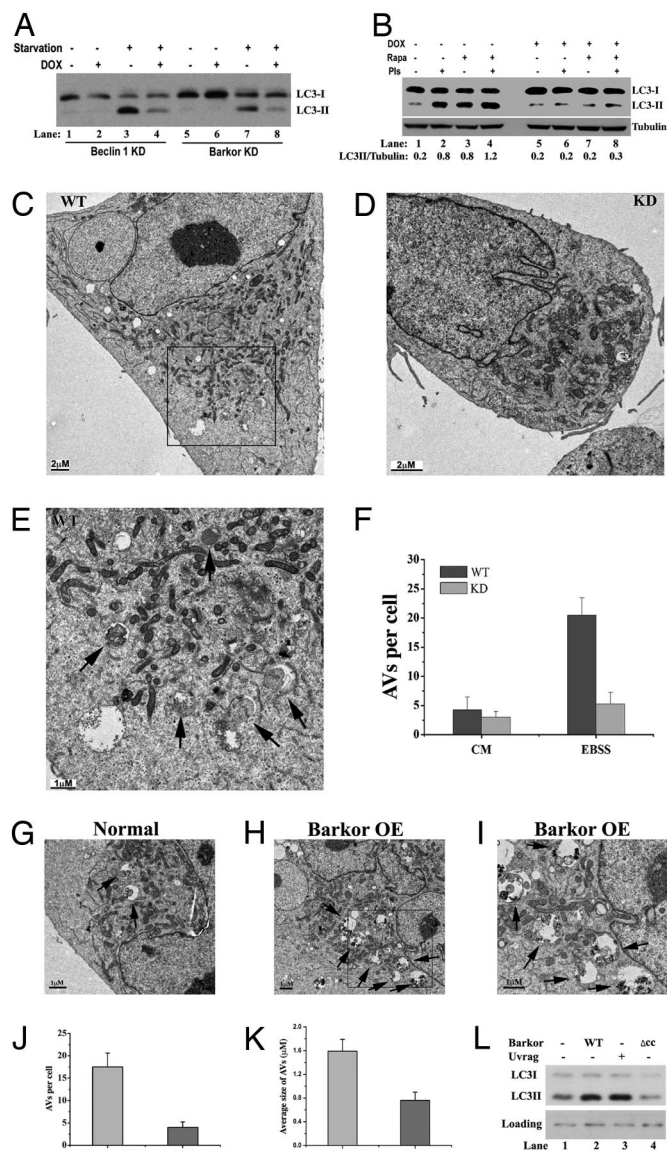 A
Starvation - - + + - - + +
DOX - + - + - + - +
LC3-I
LC3-II
Lane: 1 2 3 4 5 6 7 8
Beclin 1 KD Barkor KD
B
DOX - - - - + + + +
Rapa - - + + - - + +
PIs - + - + - + - +
LC3-I
LC3-II
Tubulin
Lane: 1 2 3 4 5 6 7 8
LC3II/Tubulin: 0.2 0.8 0.8 1.2 0.2 0.2 0.2 0.3
C
WT
2μM
D
KD
2μM
E
WT
1μM
F
30
25
20
15
10
5
0
AVs per cell
WT
KD
CM EBSS
G
Normal
1μM
H
Barkor OE
1μM
I
Barkor OE
1μM
J
25
20
15
10
5
0
AVs per cell
K
2.0
1.6
1.2
0.8
0.4
0.0
Average size of AVs (μM)
L
Barkor - WT - Δcc
Uvrag - - + -
LC3I
LC3II
Loading
Lane 1 2 3 4